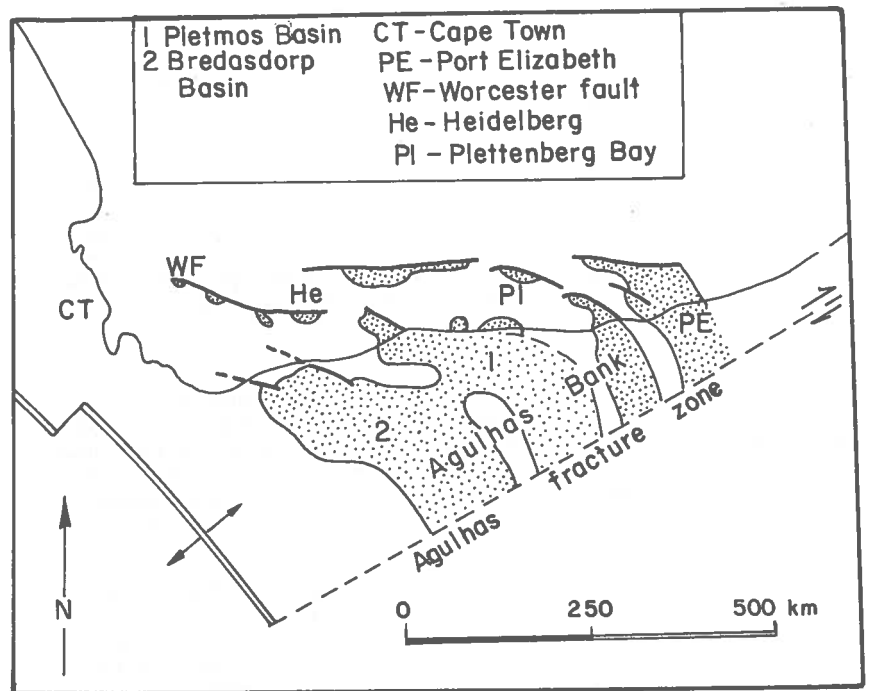 1 Pletmos Basin
2 Bredasdorp
Basin
CT-Cape Town
PE-Port Elizabeth
WF-Worcester fault
He-Heidelberg
Pl-Plettenberg Bay
WF
He
Pl
CT
PE
1
2
Agulhas Bank
Agulhas fracture zone
N
0 250 500 km